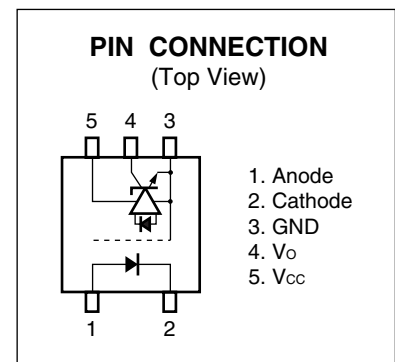 PIN CONNECTION
(Top View)
5 4 3
1. Anode
2. Cathode
3. GND
4. Vo
5. Vcc
1 2